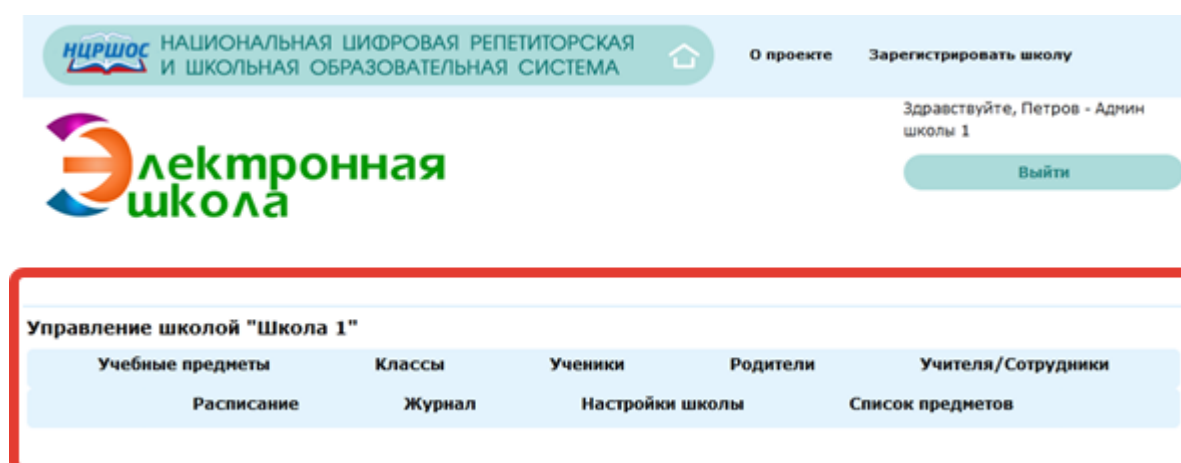 НЦРШОС НАЦИОНАЛЬНАЯ ЦИФРОВАЯ РЕПЕТИТОРСКАЯ
И ШКОЛЬНАЯ ОБРАЗОВАТЕЛЬНАЯ СИСТЕМА
О проекте Зарегистрировать школу
Здравствуйте, Петров - Админ
школы 1
Выйти
Электронная
школа
Управление школой "Школа 1"
Учебные предметы Классы Ученики Родители Учителя/Сотрудники
Расписание Журнал Настройки школы Список предметов